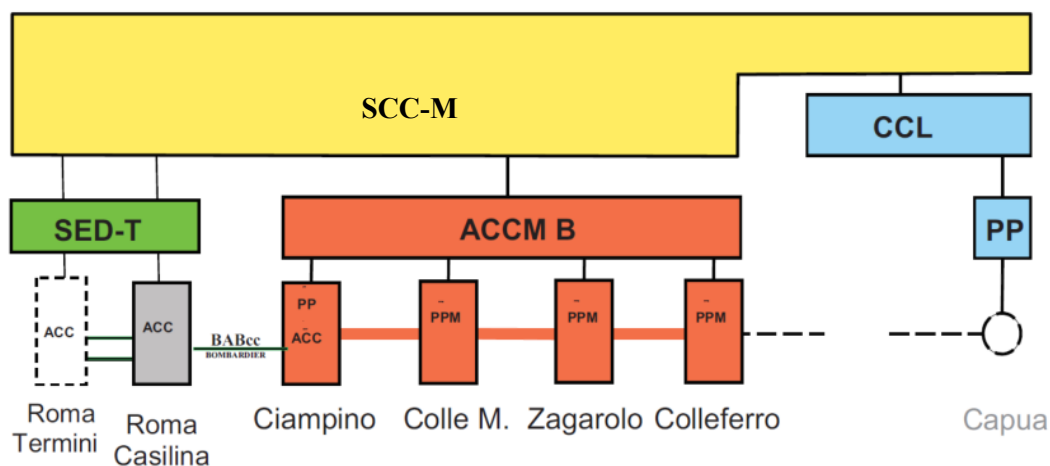 SCC-M
CCL
SED-T
ACCM B
PP
ACC
ACC
BABcc
BOMBARDIER
PP
ACC
PPM
PPM
PPM
Roma
Termini
Roma
Casilina
Ciampino
Colle M.
Zagarolo
Colleferro
Capua